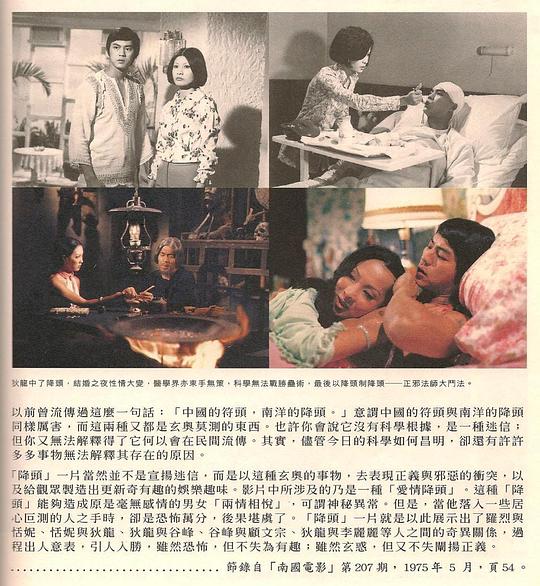 狄龍中了降頭，結婚之夜性情大變，醫學界亦束手無策，科學無法戰勝蠱術，最後以降頭制降頭——正邪法師大鬥法。
以前曾流傳過這麼一句話：「中國的符頭，南洋的降頭。」意謂中國的符頭與南洋的降頭
同樣厲害，而這兩種又都是玄奧莫測的東西。也許你會說它沒有科學根據，是一種迷信；
但你又無法解釋得了它何以會在民間流傳。其實，儘管今日的科學如何昌明，卻還有許許
多多事物無法解釋其存在的原因。
「降頭」一片當然並不是宣揚迷信，而是以這種玄奧的事物，去表現正義與邪惡的衝突，以
及給觀眾製造出更新奇有趣的娛樂趣味。影片中所涉及的乃是一種「愛情降頭」。這種「降
頭」能夠造成原是毫無感情的男女「兩情相悅」，可謂神秘異常。但是，當他落入一些居
心叵測的人之手時，卻是恐怖萬分，後果堪虞了。「降頭」一片就是以此展示出了羅烈與
恬妮、恬妮與狄龍、狄龍與谷峰、谷峰與顧文宗、狄龍與李麗麗等人之間的奇異關係，過
程出人意表，引人入勝，雖然恐怖，但不失為有趣；雖然玄惑，但又不失闡揚正義。
................................ 節錄自「南國電影」第207期，1975年5月，頁54。